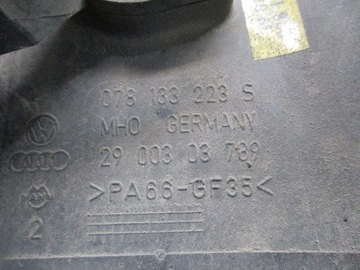 078 133 223 S
MHO GERMANY
29 003 03 789
>PA66-GF35<
2